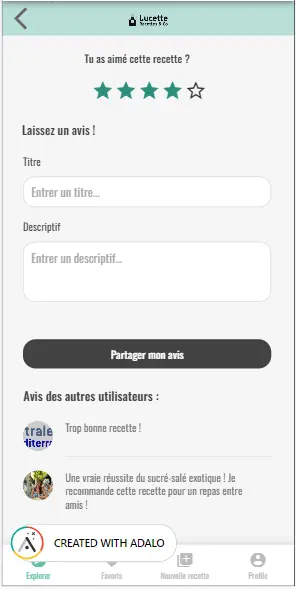 Lucette
Recettes & Co
Tu as aimé cette recette ?
Laissez un avis !
Titre
Entrer un titre...
Descriptif
Entrer un descriptif...
Partager mon avis
Avis des autres utilisateurs :
trale
diterr
Trop bonne recette !
Une vraie réussite du sucré-salé exotique ! Je
recommande cette recette pour un repas entre
amis !
CREATED WITH ADALO
Explorer
Favoris
Nouvelle recette
Profile